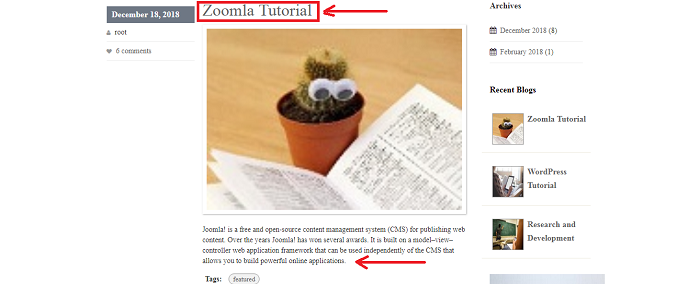 December 18, 2018
root
6 comments
Zoomla Tutorial
Joomla! is a free and open-source content management system (CMS) for publishing web
content. Over the years Joomla! has won several awards. It is built on a model–view–
controller web application framework that can be used independently of the CMS that
allows you to build powerful online applications.
Tags: featured
Archives
December 2018 (8)
February 2018 (1)
Recent Blogs
Zoomla Tutorial
WordPress
Tutorial
Research and
Development